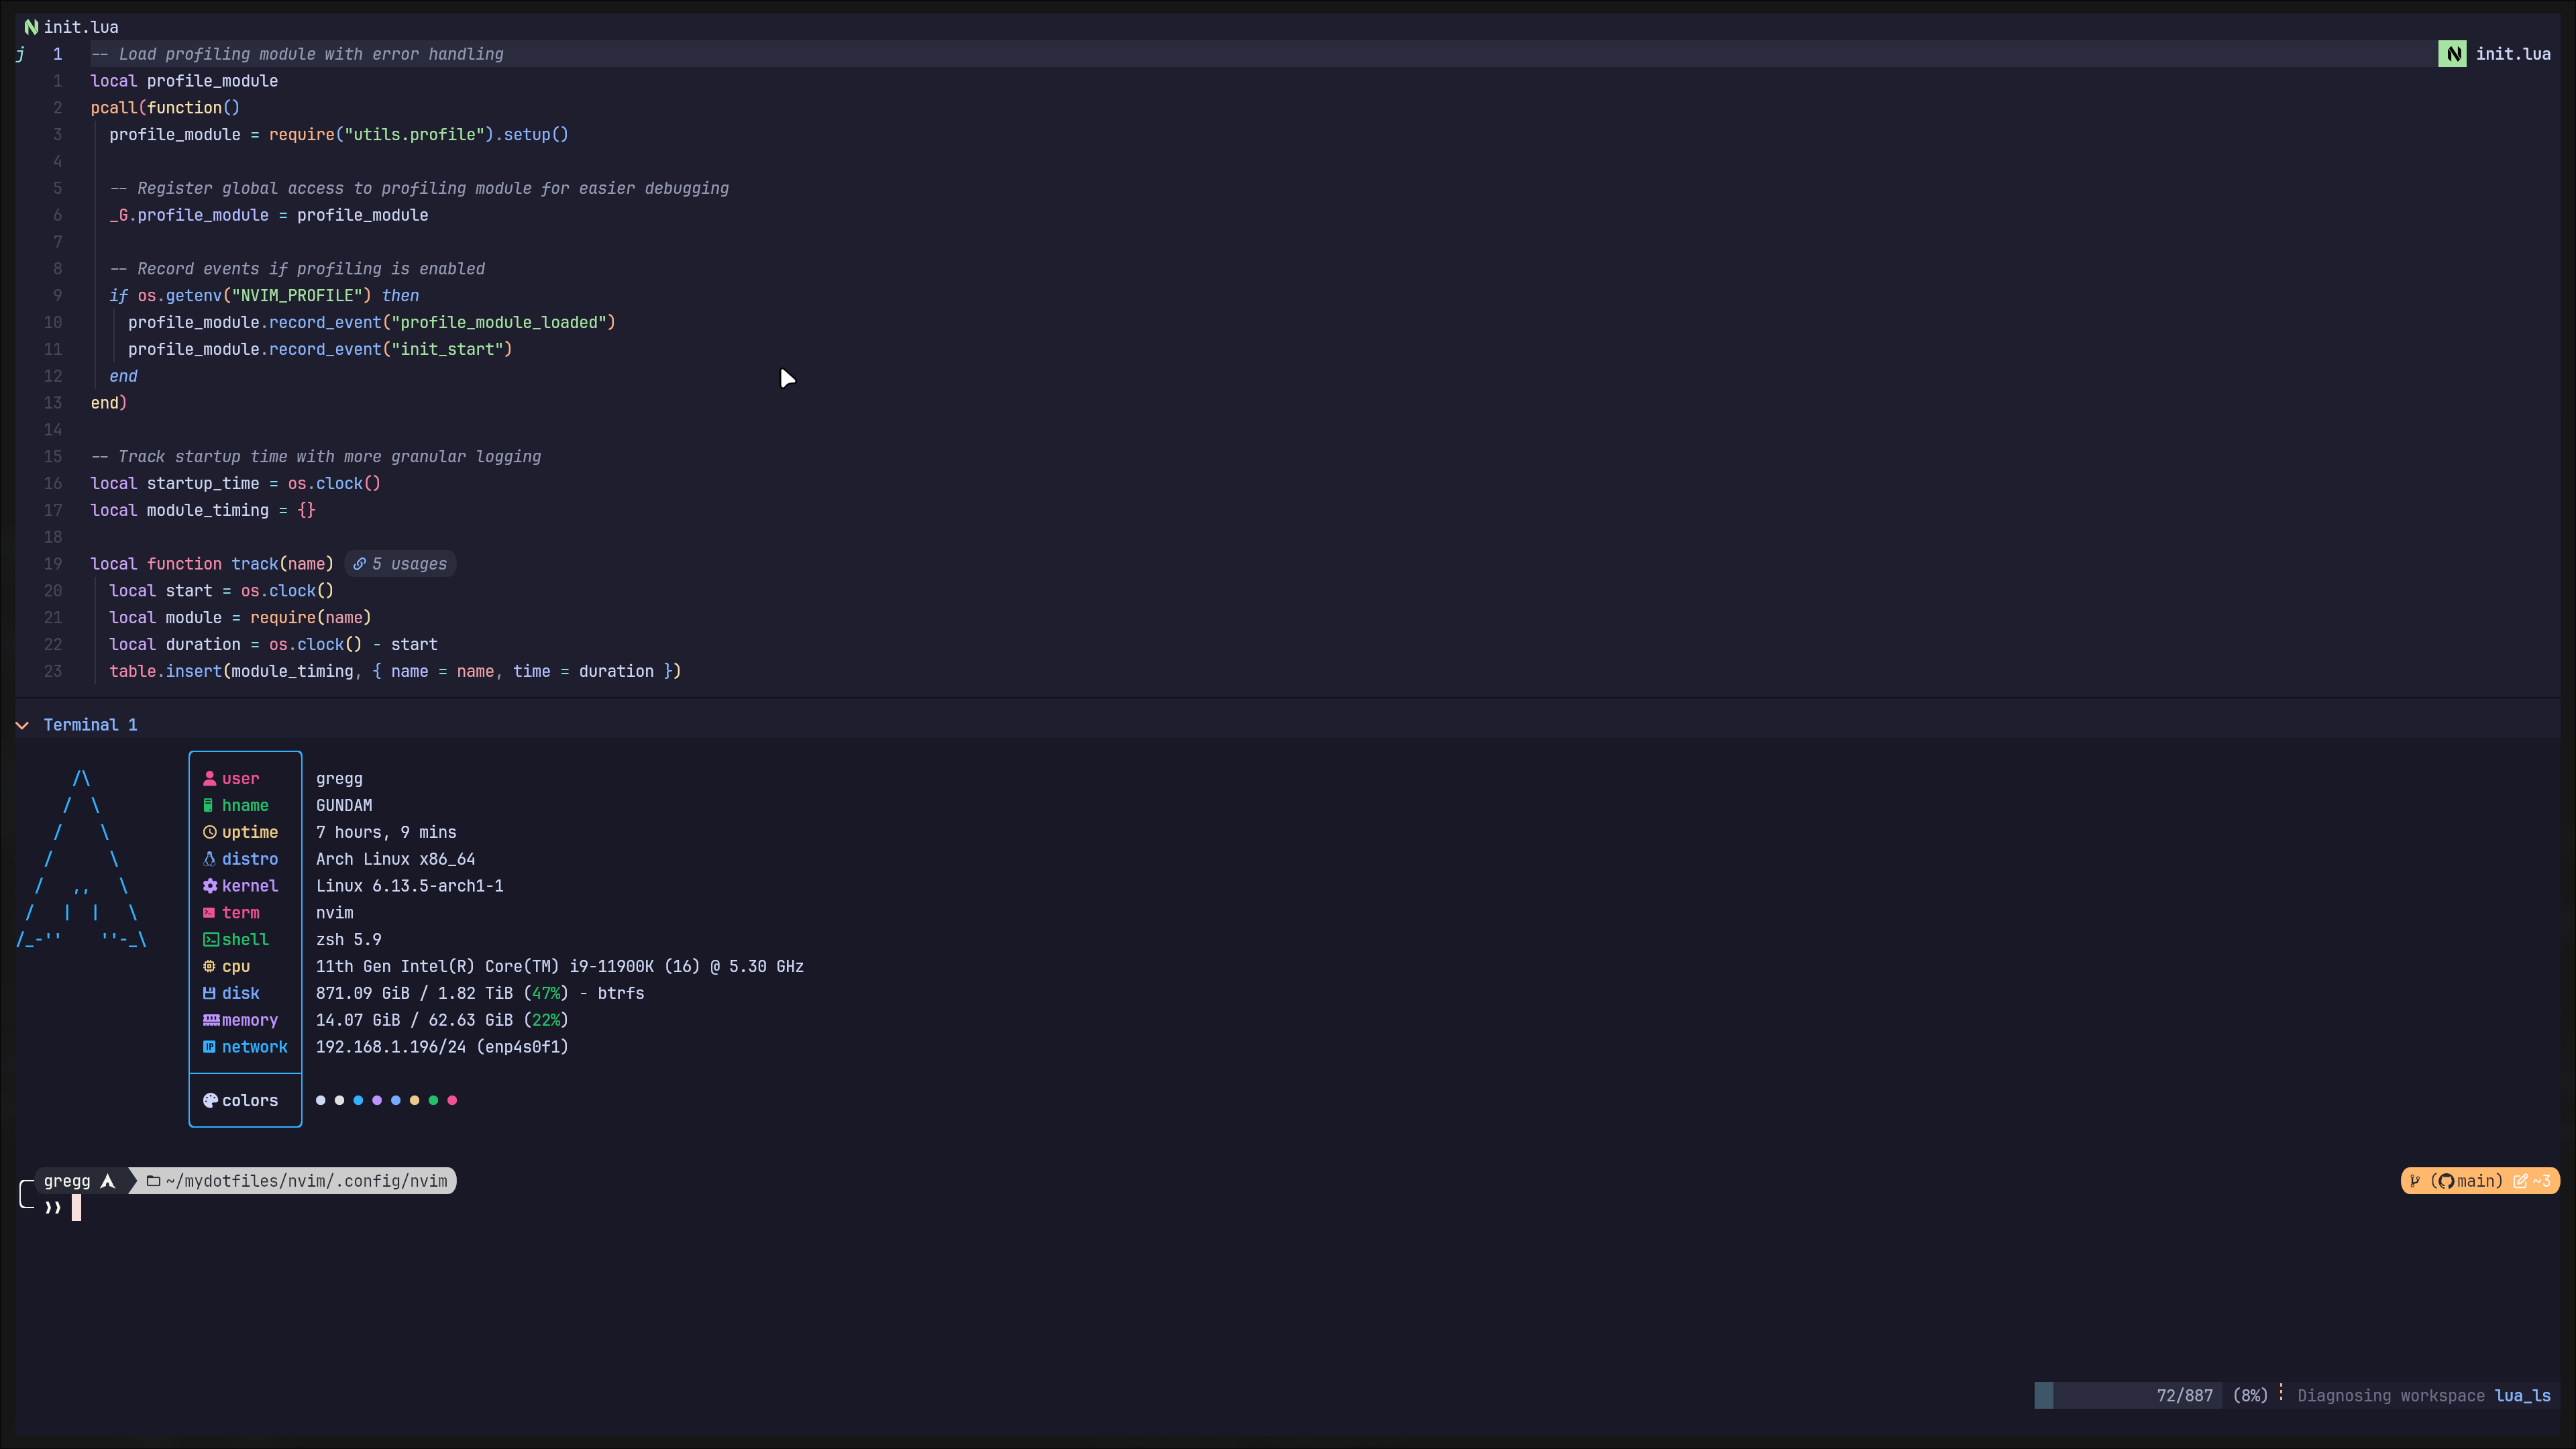 init.lua
j 1 -- Load profiling module with error handling init.lua
1 local profile_module
2 pcall(function()
3 profile_module = require("utils.profile").setup()
4
5 -- Register global access to profiling module for easier debugging
6 _G.profile_module = profile_module
7
8 -- Record events if profiling is enabled
9 if os.getenv("NVIM_PROFILE") then
10 profile_module.record_event("profile_module_loaded")
11 profile_module.record_event("init_start")
12 end
13 end)
14
15 -- Track startup time with more granular logging
16 local startup_time = os.clock()
17 local module_timing = {}
18
19 local function track(name) 5 usages
20 local start = os.clock()
21 local module = require(name)
22 local duration = os.clock() - start
23 table.insert(module_timing, { name = name, time = duration })
Terminal 1
/\
/  \
/    \
/      \
/   ,,   \
/   |  |   \
/_-''    ''-_\
user gregg
hname GUNDAM
uptime 7 hours, 9 mins
distro Arch Linux x86_64
kernel Linux 6.13.5-arch1-1
term nvim
shell zsh 5.9
cpu 11th Gen Intel(R) Core(TM) i9-11900K (16) @ 5.30 GHz
disk 871.09 GiB / 1.82 TiB (47%) - btrfs
memory 14.07 GiB / 62.63 GiB (22%)
network 192.168.1.196/24 (enp4s0f1)
colors
gregg ~/mydotfiles/nvim/.config/nvim (main) ~3
❯❯
72/887 (8%) Diagnosing workspace lua_ls